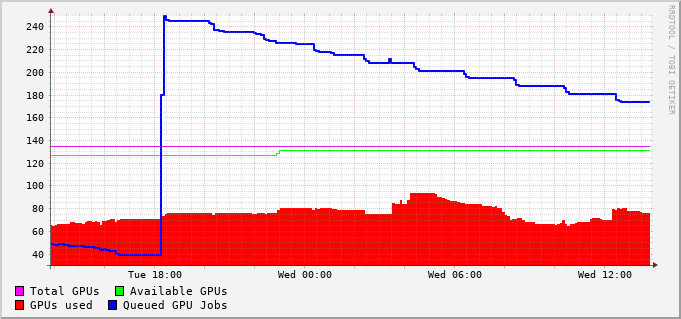 240
220
200
180
160
140
120
100
80
60
40
Tue 18:00 Wed 00:00 Wed 06:00 Wed 12:00
Total GPUs Available GPUs
GPUs used Queued GPU Jobs
RRDTOOL / TOBI OETIKER